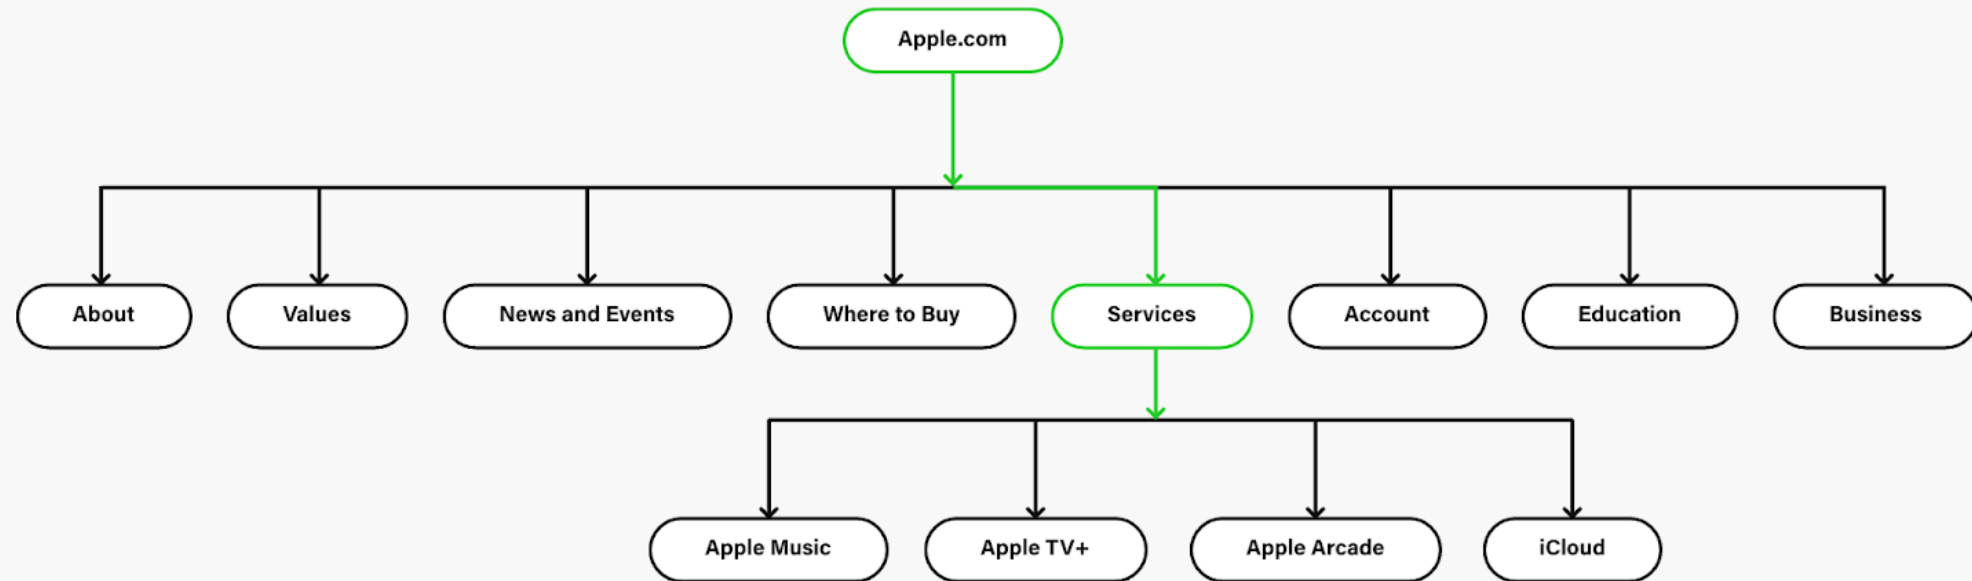 Apple.com
About
Values
News and Events
Where to Buy
Services
Account
Education
Business
Apple Music
Apple TV+
Apple Arcade
iCloud